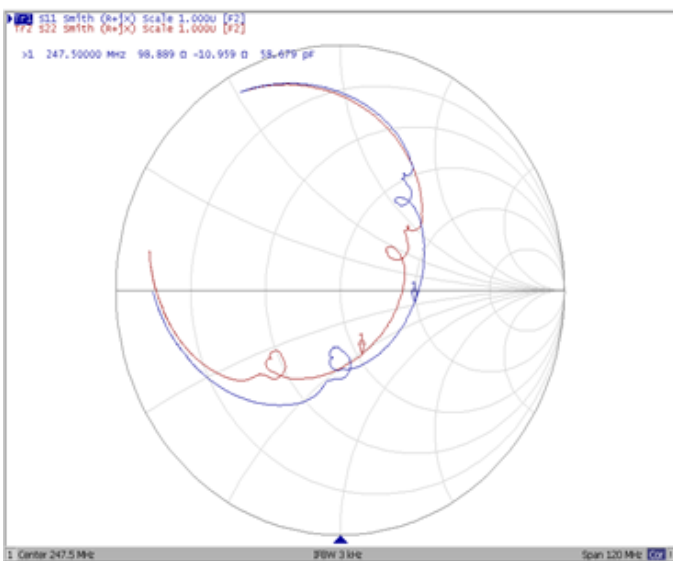 Tr1 S11 Smith (R+jX) Scale 1.000U [F2]
Tr2 S22 Smith (R+jX) Scale 1.000U [F2]
>1 247.50000 MHz 98.889 Ω -10.959 Ω 58.679 pF
1 Center 247.5 MHz IFBW 3 kHz Span 120 MHz Cor